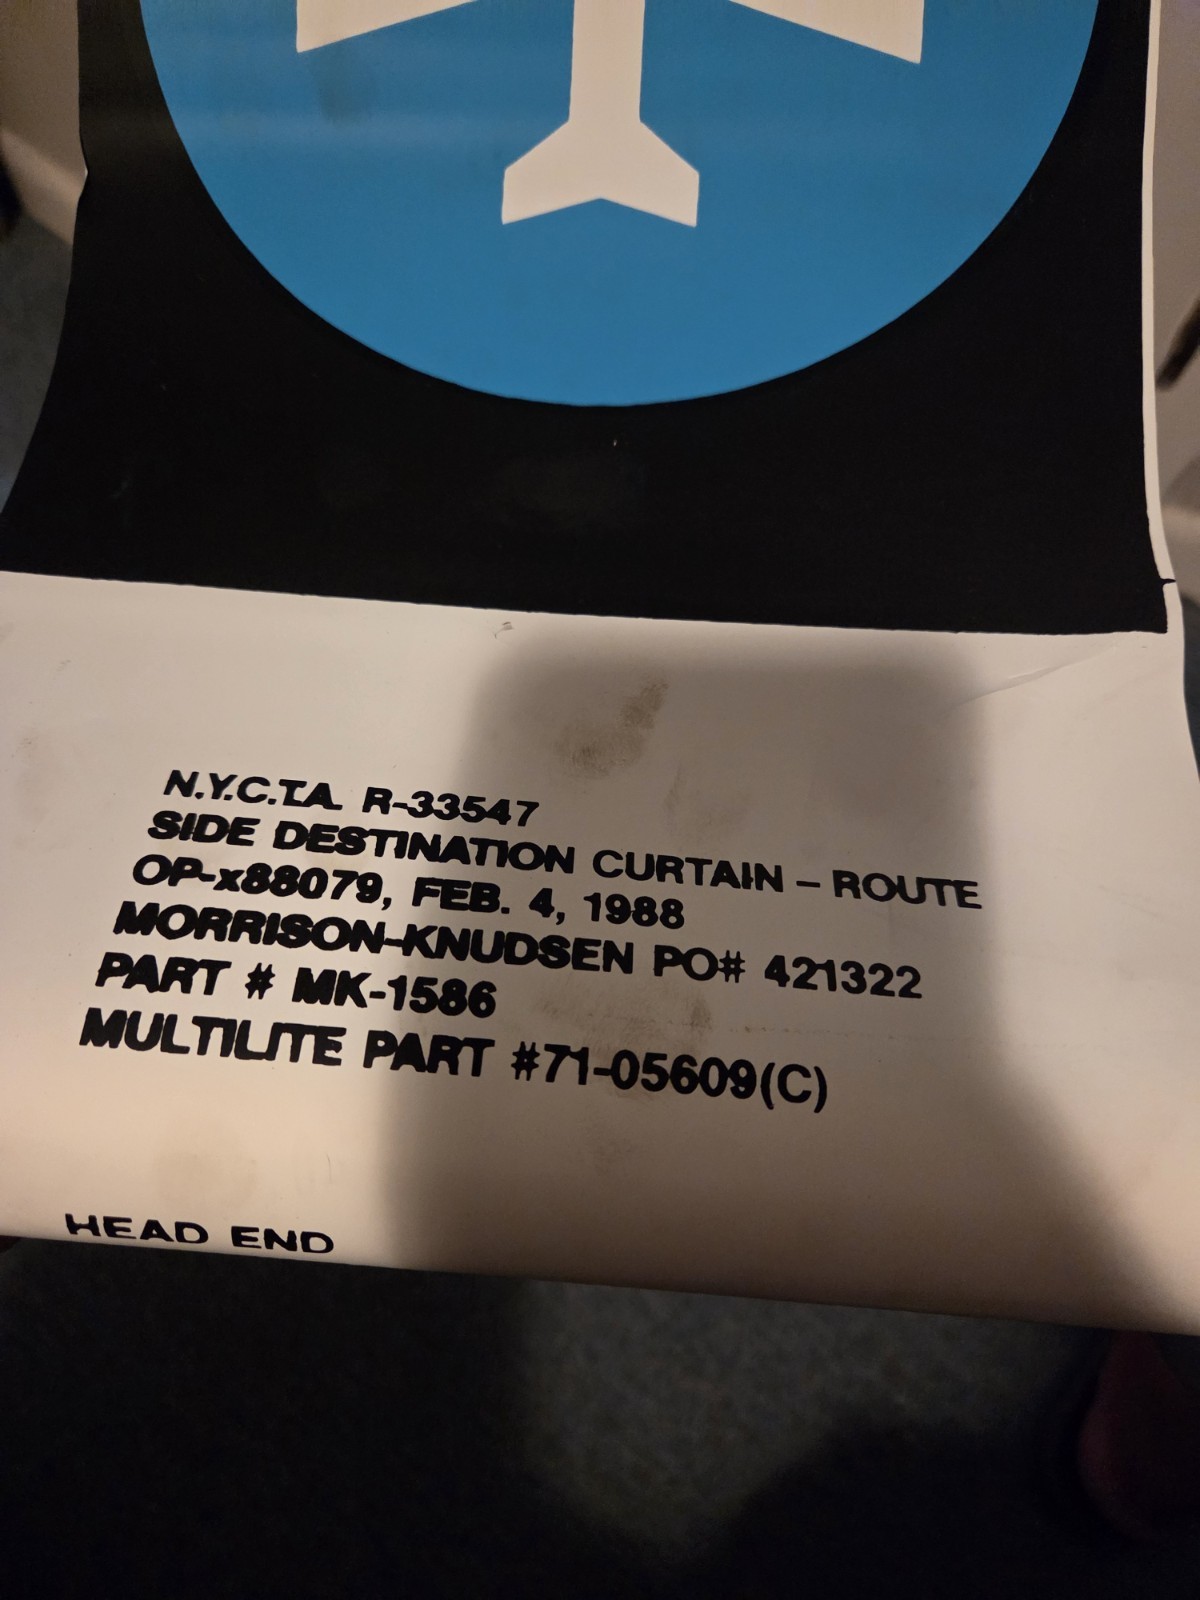 N.Y.C.T.A. R-33547
SIDE DESTINATION CURTAIN – ROUTE
OP-x88079, FEB. 4, 1988
MORRISON-KNUDSEN PO# 421322
PART # MK-1586
MULTILITE PART #71-05609(C)
HEAD END